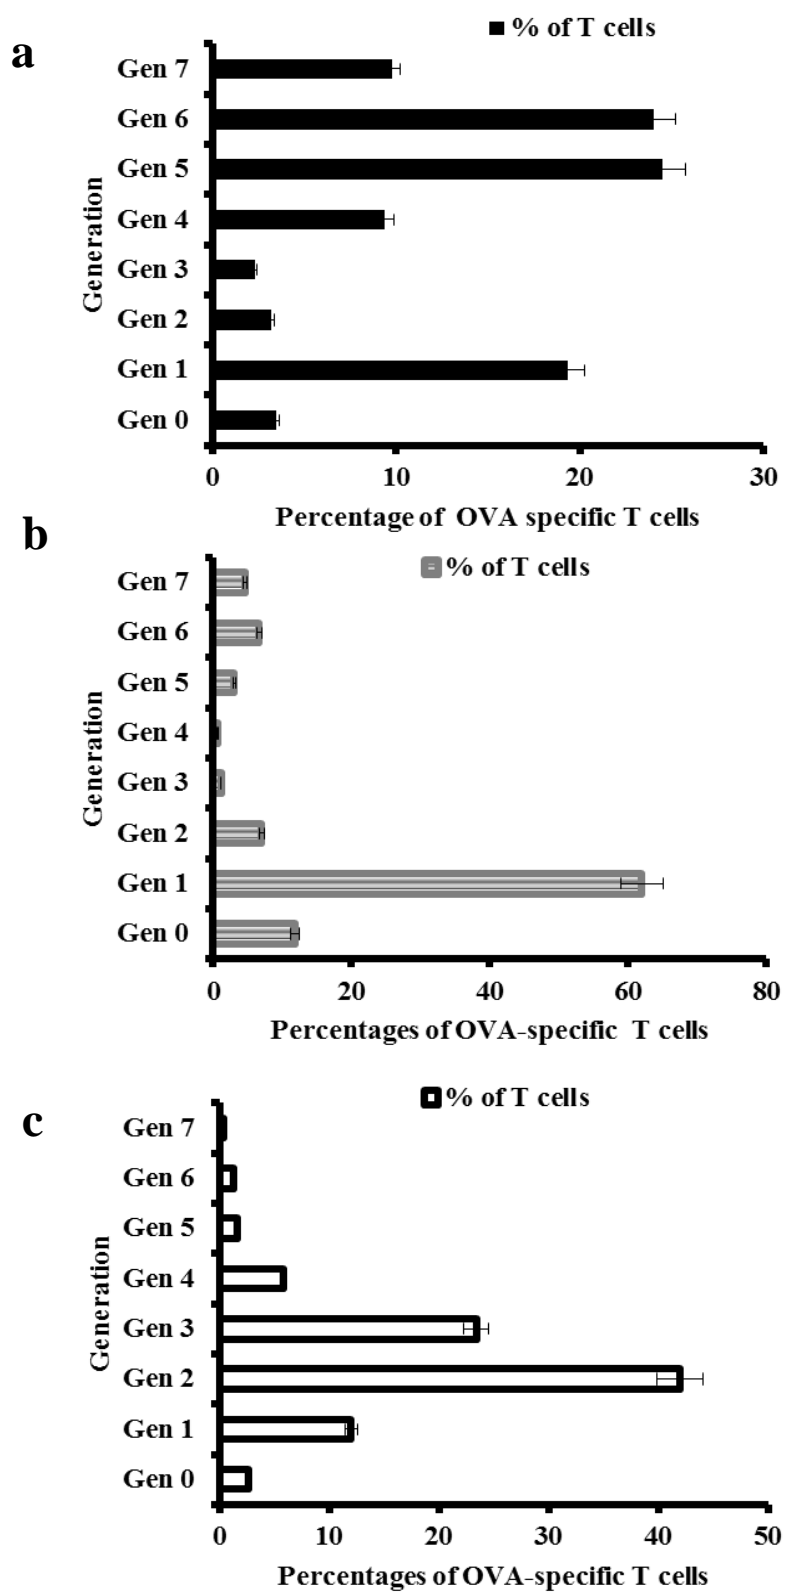 a
% of T cells
Gen 7
Gen 6
Gen 5
Gen 4
Gen 3
Gen 2
Gen 1
Gen 0
Generation
0 10 20 30
Percentage of OVA specific T cells
b
% of T cells
Gen 7
Gen 6
Gen 5
Gen 4
Gen 3
Gen 2
Gen 1
Gen 0
Generation
0 20 40 60 80
Percentages of OVA-specific T cells
c
% of T cells
Gen 7
Gen 6
Gen 5
Gen 4
Gen 3
Gen 2
Gen 1
Gen 0
Generation
0 10 20 30 40 50
Percentages of OVA-specific T cells